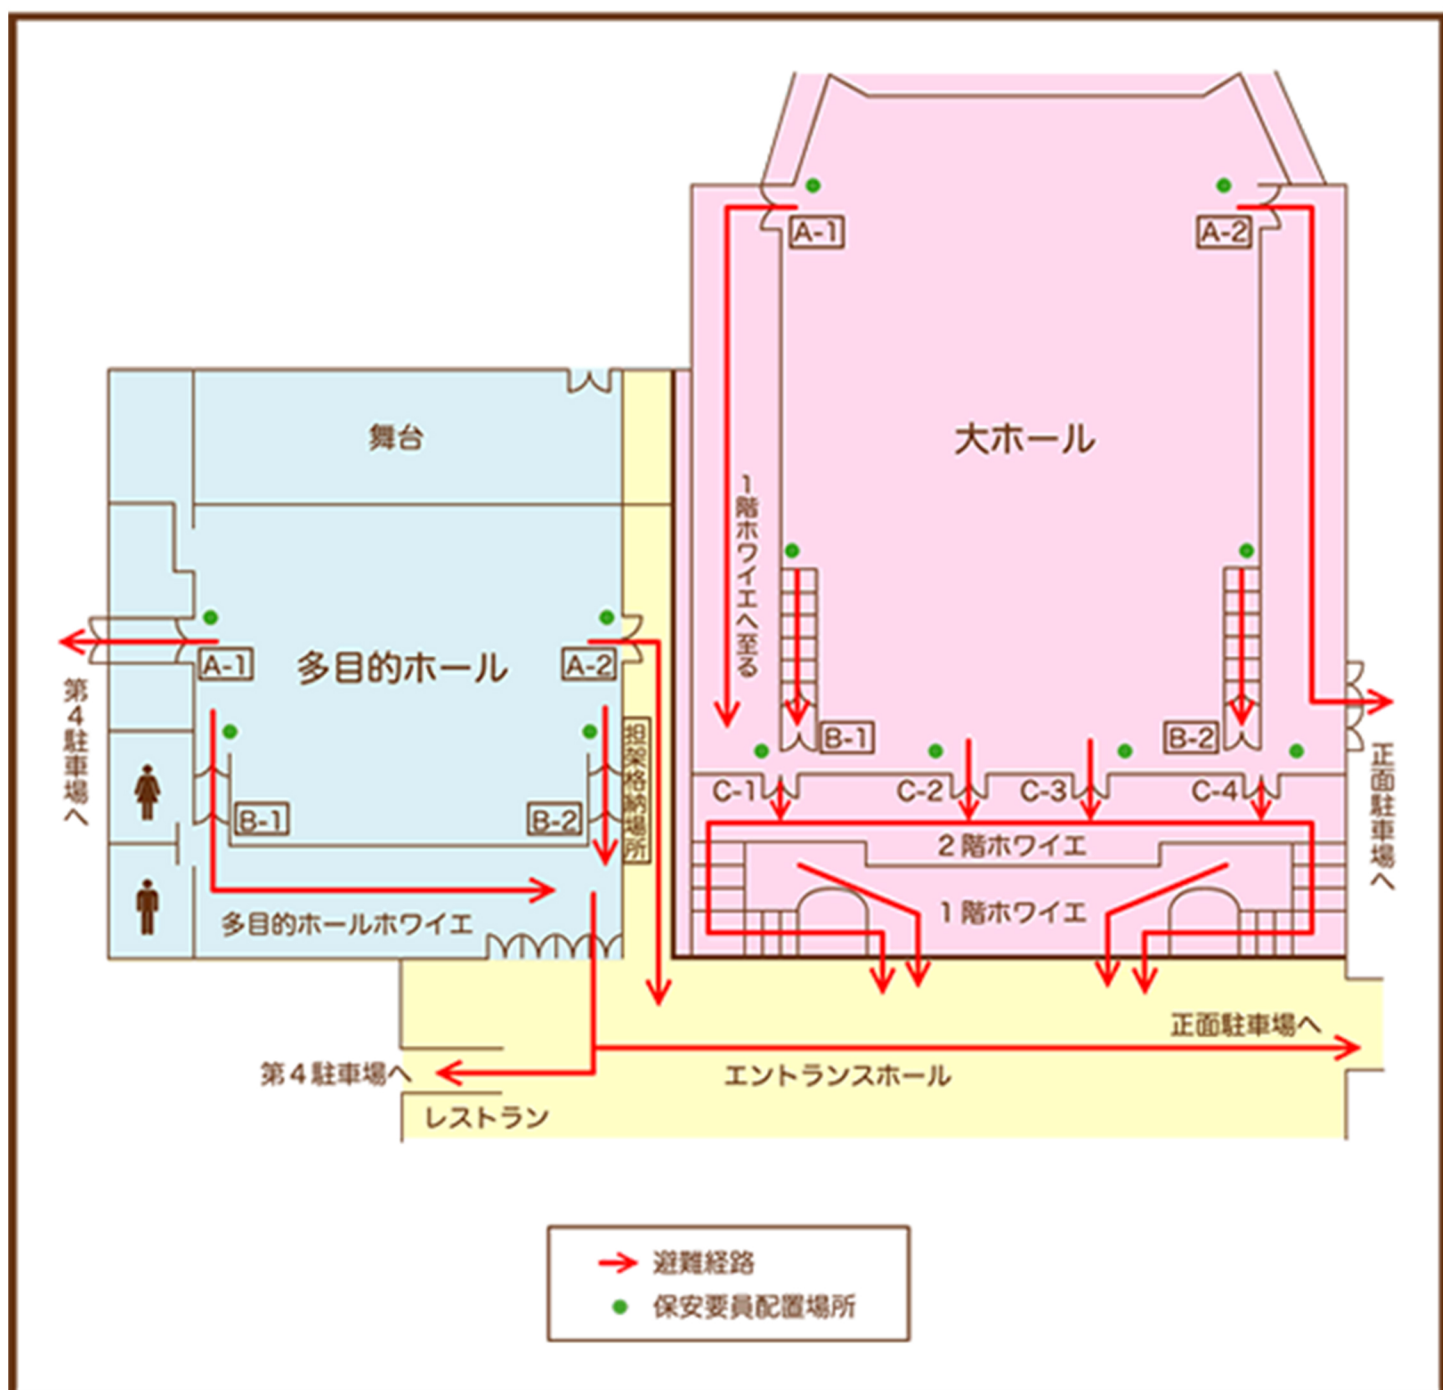 A-1
A-2
舞台
大ホール
1階ホワイエへ至る
A-1
多目的ホール
A-2
第4駐車場へ
担架格納場所
B-1
B-2
正面駐車場へ
B-1
B-2
C-1
C-2
C-3
C-4
2階ホワイエ
1階ホワイエ
多目的ホールホワイエ
正面駐車場へ
第4駐車場へ
エントランスホール
レストラン
避難経路
保安要員配置場所